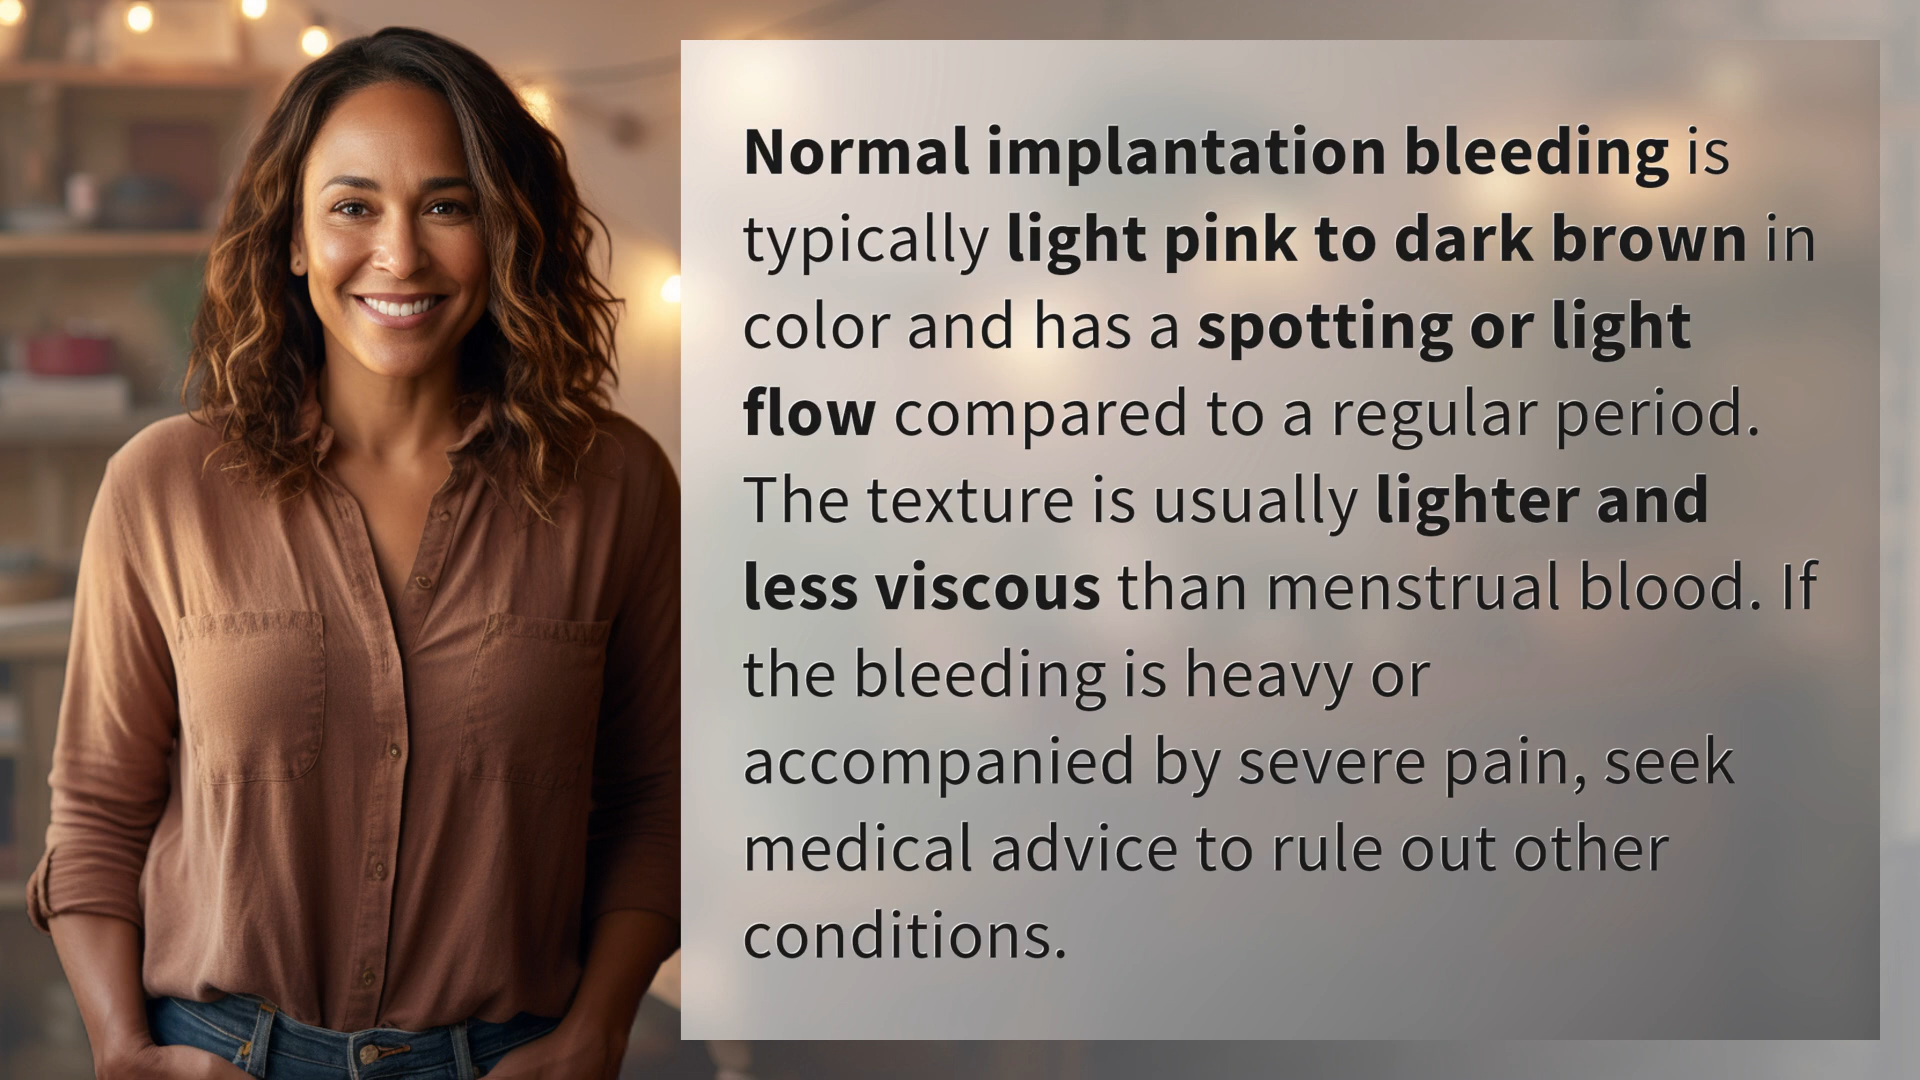 Normal implantation bleeding is
typically light pink to dark brown in
color and has a spotting or light
flow compared to a regular period.
The texture is usually lighter and
less viscous than menstrual blood. If
the bleeding is heavy or
accompanied by severe pain, seek
medical advice to rule out other
conditions.